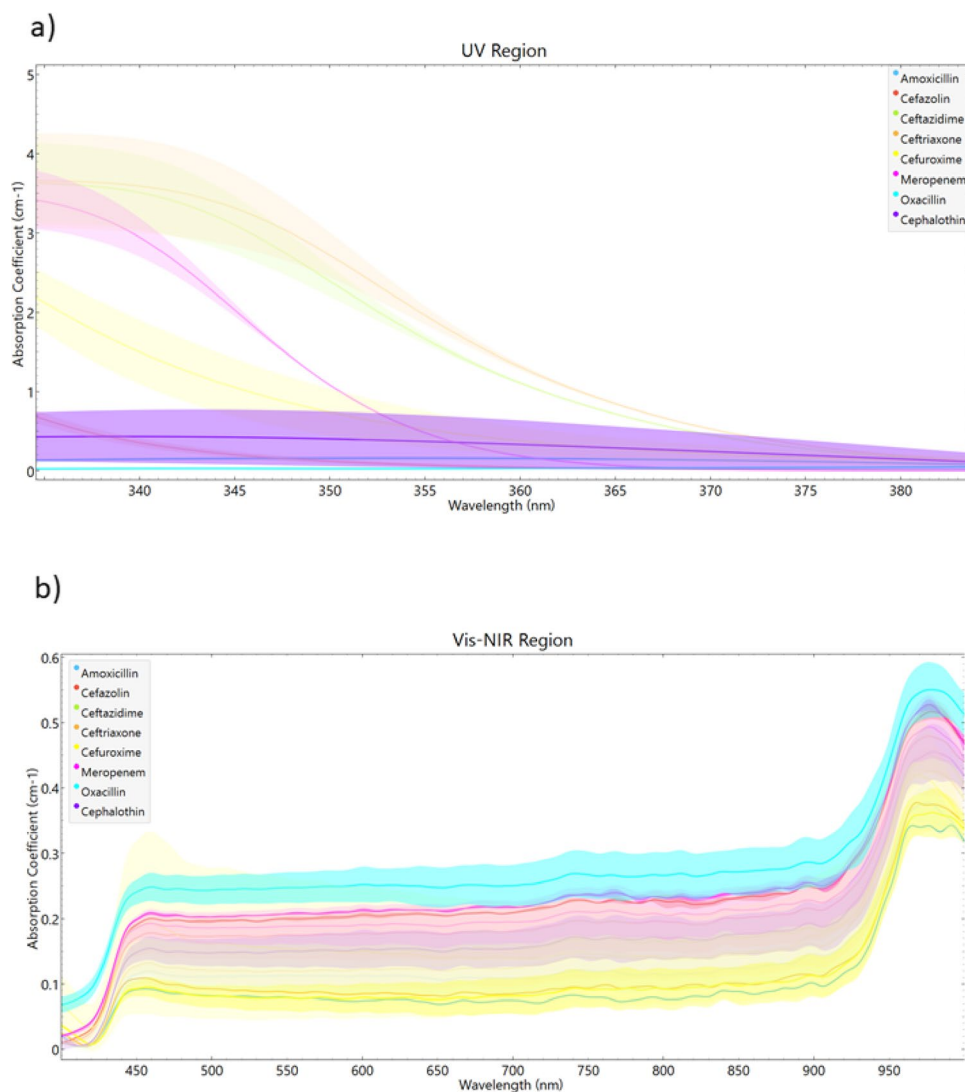 a)
UV Region
Absorption Coefficient (cm-1)
5
4
3
2
1
0
Amoxicillin
Cefazolin
Ceftazidime
Ceftriaxone
Cefuroxime
Meropenem
Oxacillin
Cephalothin
340 345 350 355 360 365 370 375 380
Wavelength (nm)
b)
Vis-NIR Region
Absorption Coefficient (cm-1)
0.6
0.5
0.4
0.3
0.2
0.1
0
Amoxicillin
Cefazolin
Ceftazidime
Ceftriaxone
Cefuroxime
Meropenem
Oxacillin
Cephalothin
450 500 550 600 650 700 750 800 850 900 950
Wavelength (nm)